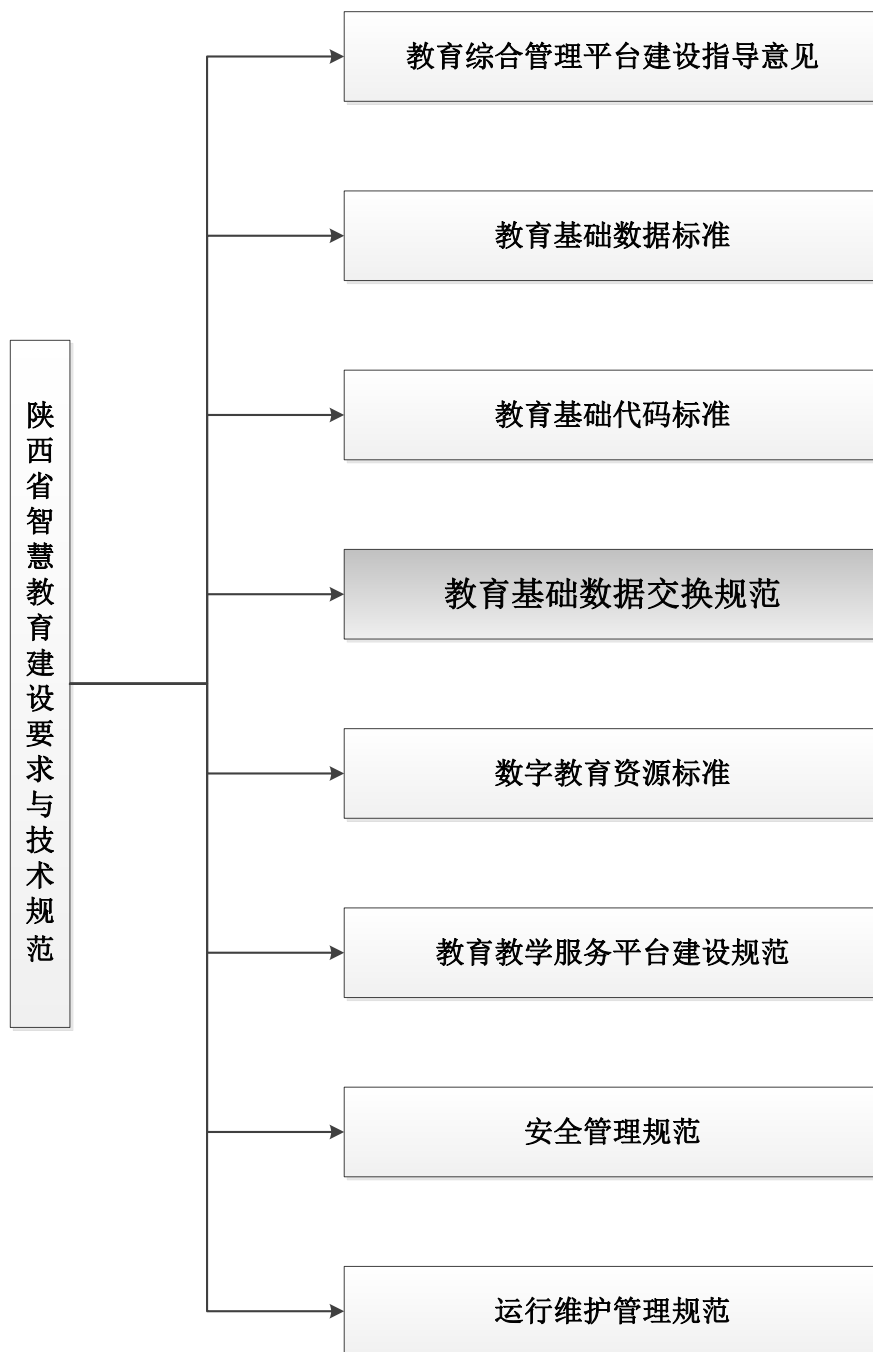 教育综合管理平台建设指导意见
教育基础数据标准
教育基础代码标准
陕西省智慧教育建设要求与技术规范
教育基础数据交换规范
数字教育资源标准
教育教学服务平台建设规范
安全管理规范
运行维护管理规范